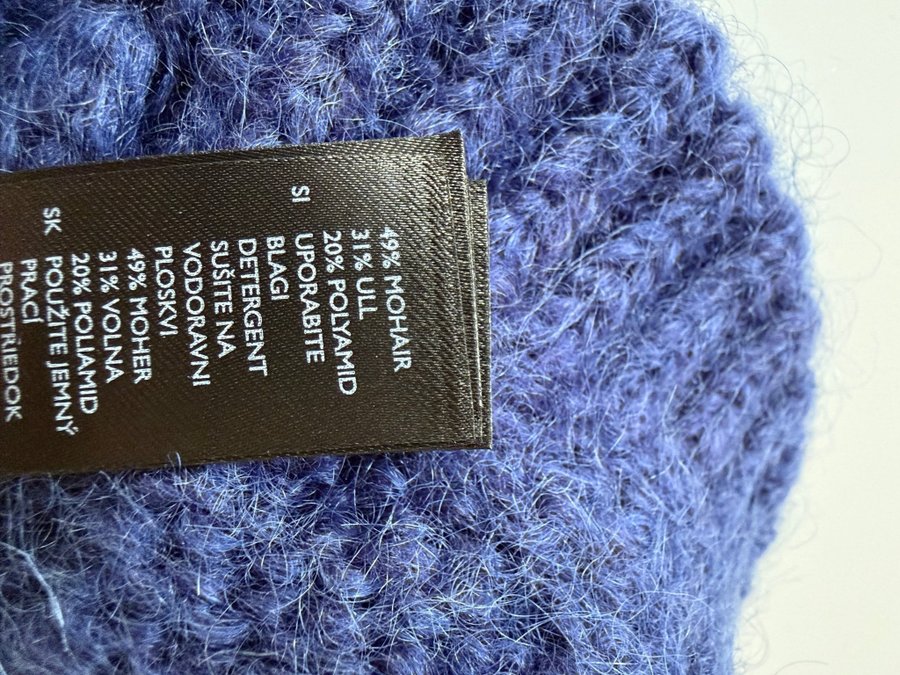 49% MOHAIR
31% ULL
20% POLYAMID
SI
UPORABITE
BLAGI
DETERGENT
SUŠITE NA
VODORAVNI
PLOSKVI
49% MOHER
31% VOLNA
20% POLIAMID
SK
POUŽITE JEMNÝ
PRACÍ
PROSTRIEDOK